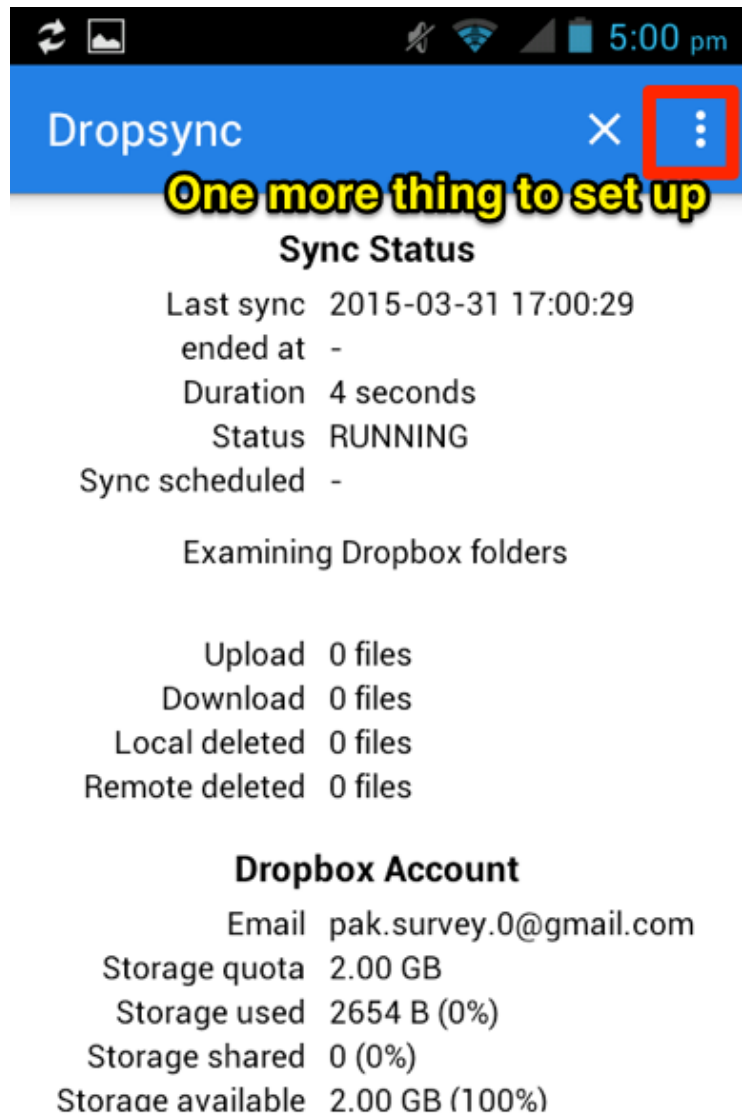 5:00 pm
Dropsync
One more thing to set up
Sync Status
Last sync 2015-03-31 17:00:29
ended at -
Duration 4 seconds
Status RUNNING
Sync scheduled -
Examining Dropbox folders
Upload 0 files
Download 0 files
Local deleted 0 files
Remote deleted 0 files
Dropbox Account
Email pak.survey.0@gmail.com
Storage quota 2.00 GB
Storage used 2654 B (0%)
Storage shared 0 (0%)
Storage available 2.00 GB (100%)